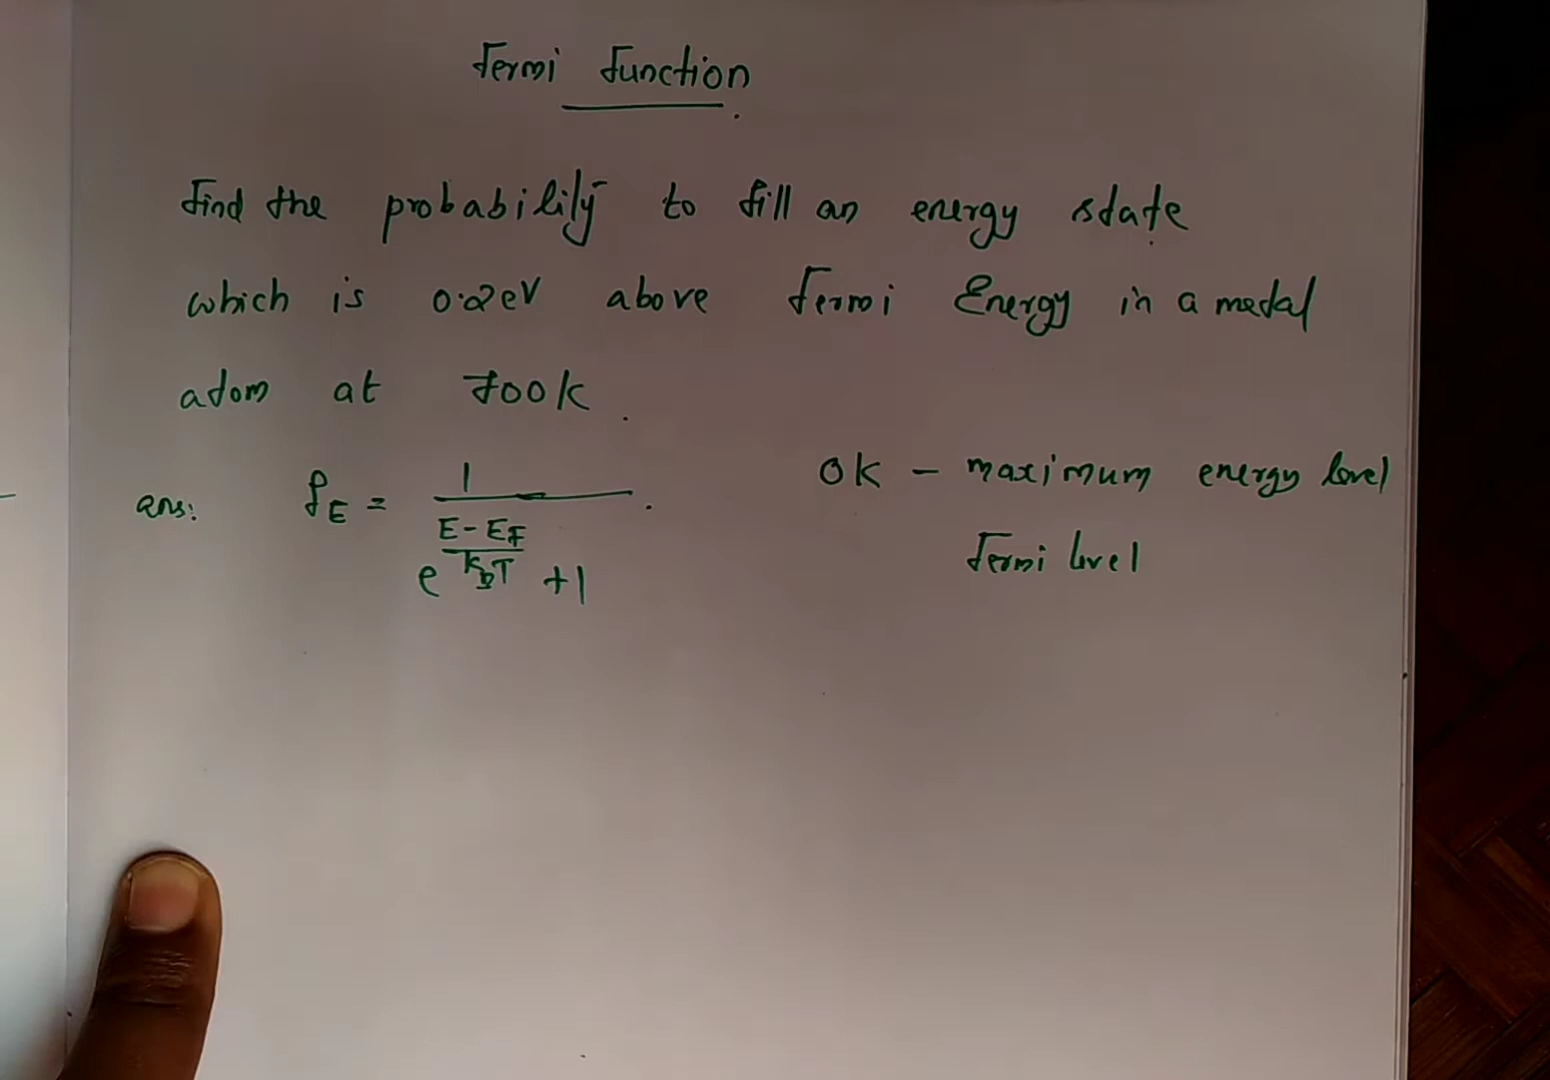 Fermi Function
Find the probability to fill an energy state
which is 0.2eV above Fermi Energy in a metal
atom at 700K.
ans: fE = 1 / (e^((E - EF) / (kBT)) + 1).
0K - maximum energy level
Fermi level